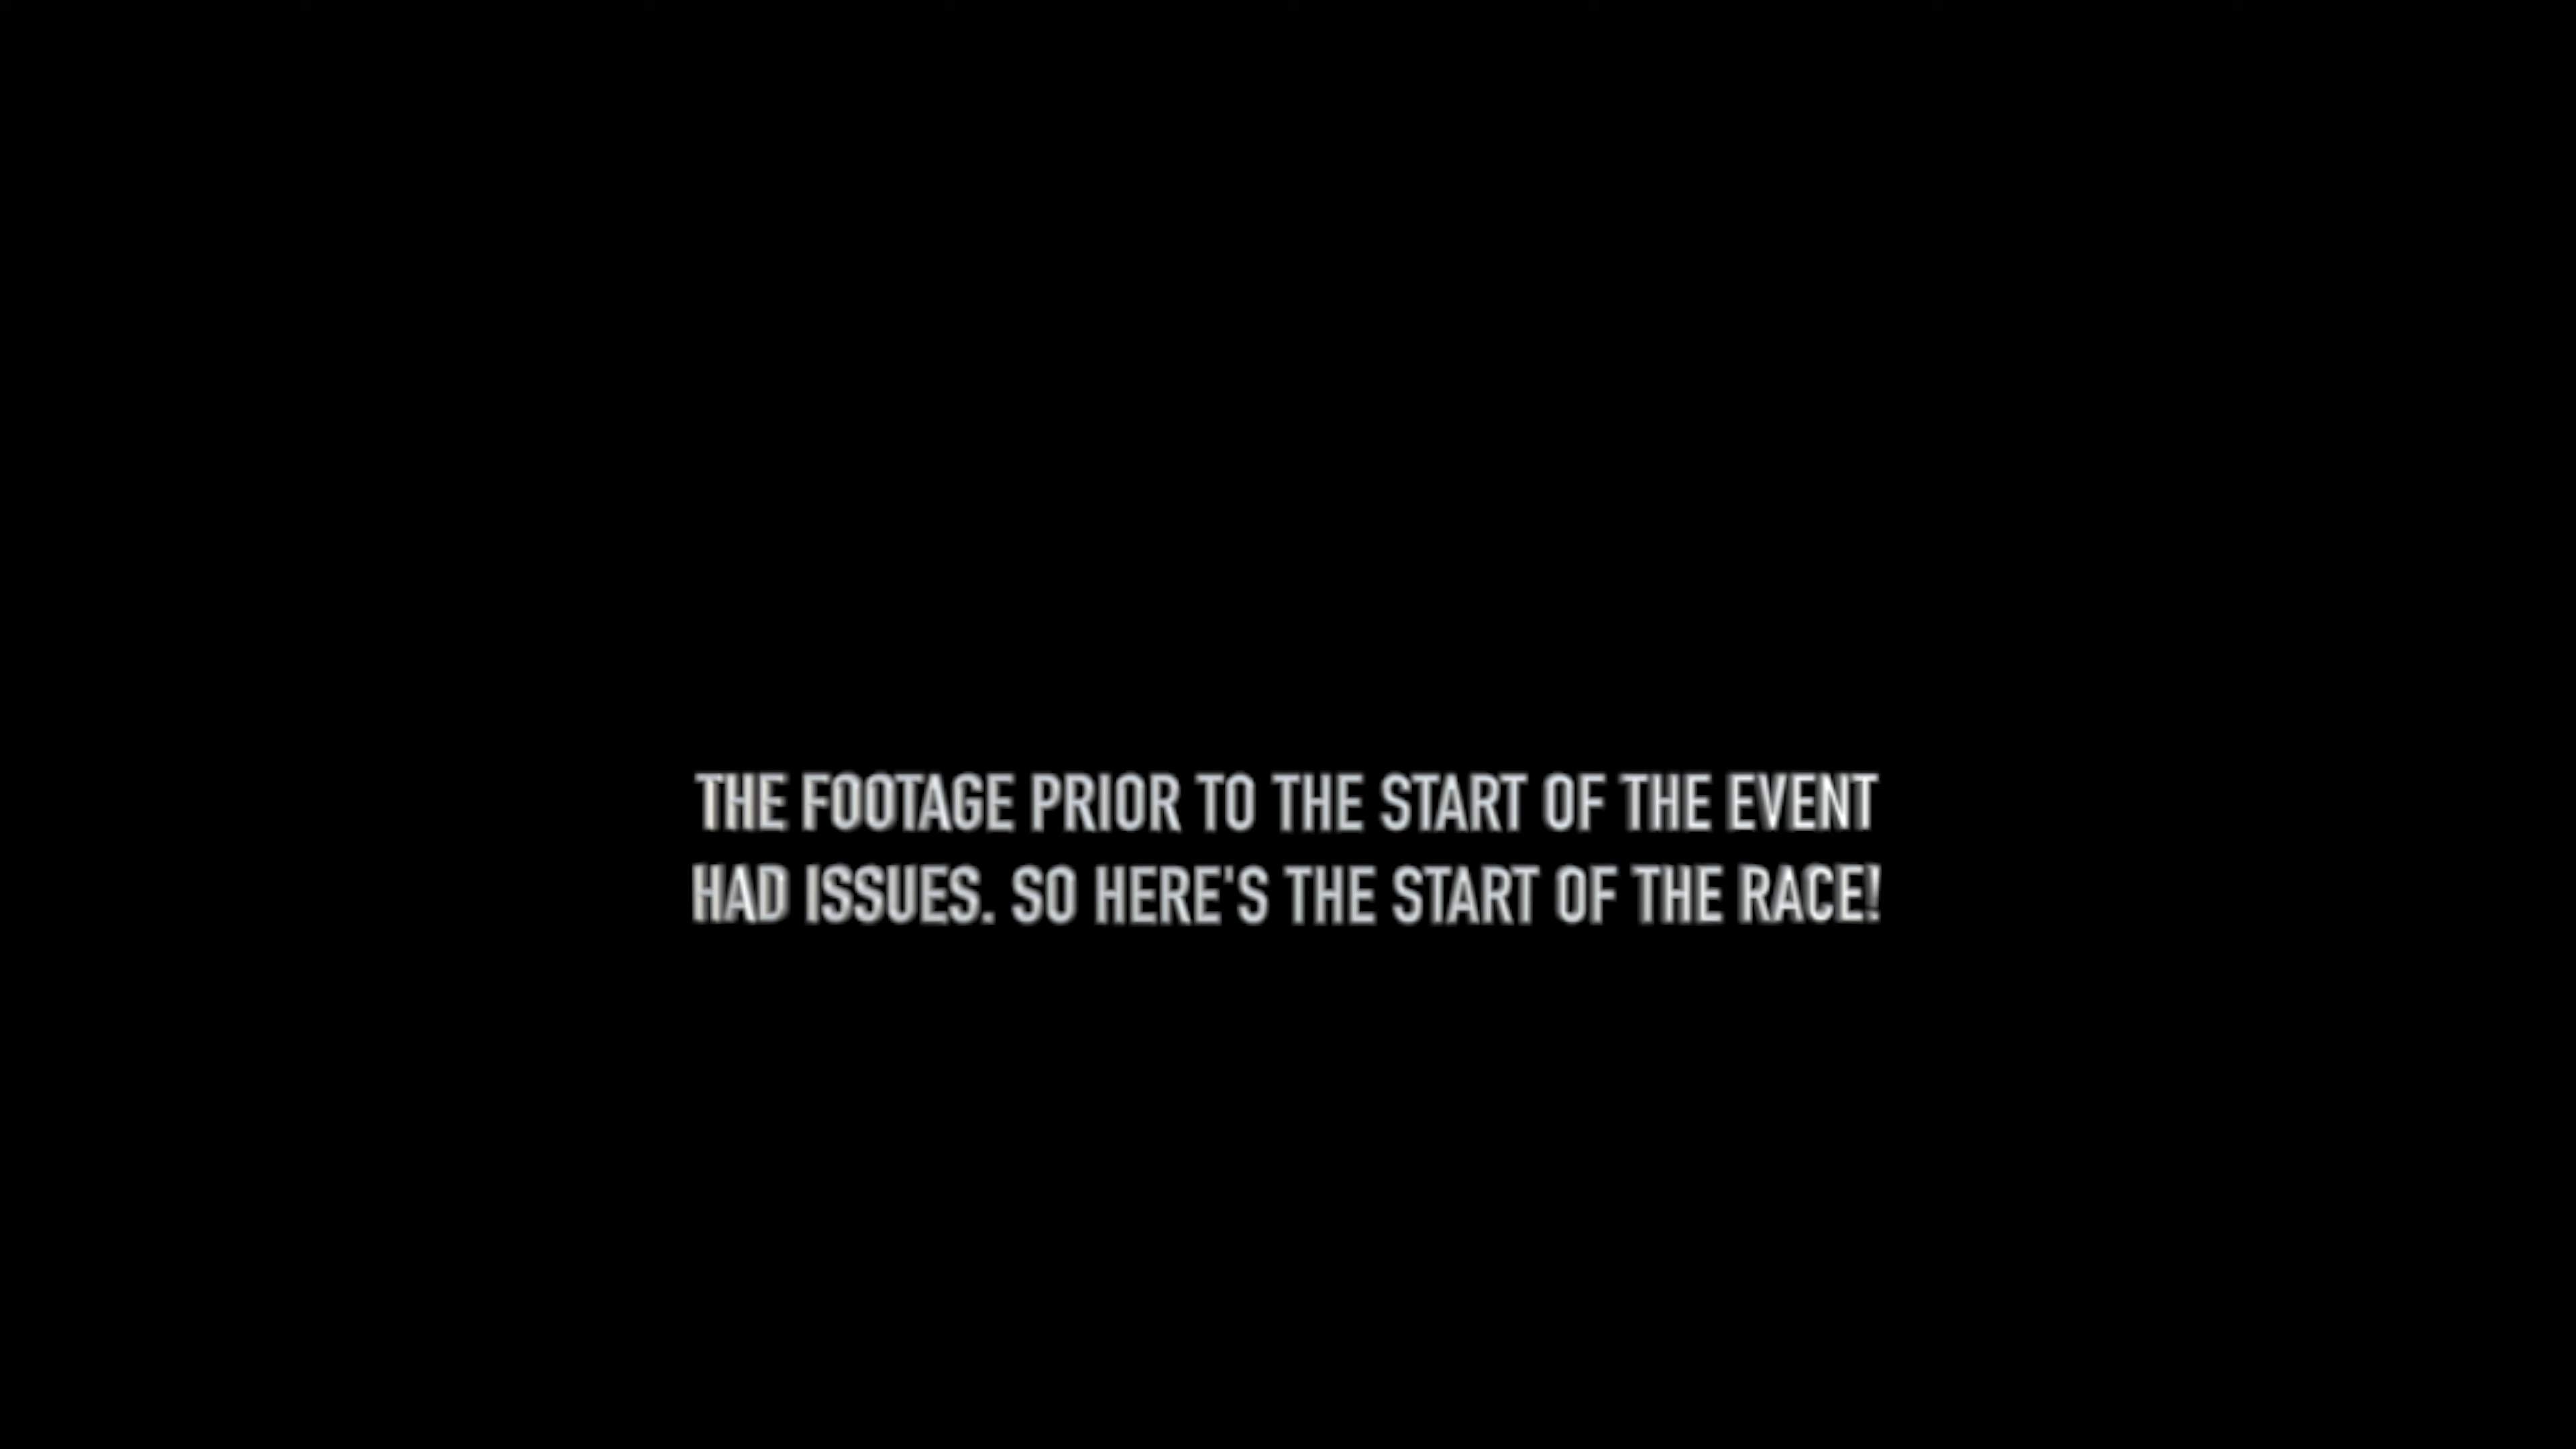 THE FOOTAGE PRIOR TO THE START OF THE EVENT
HAD ISSUES. SO HERE'S THE START OF THE RACE!